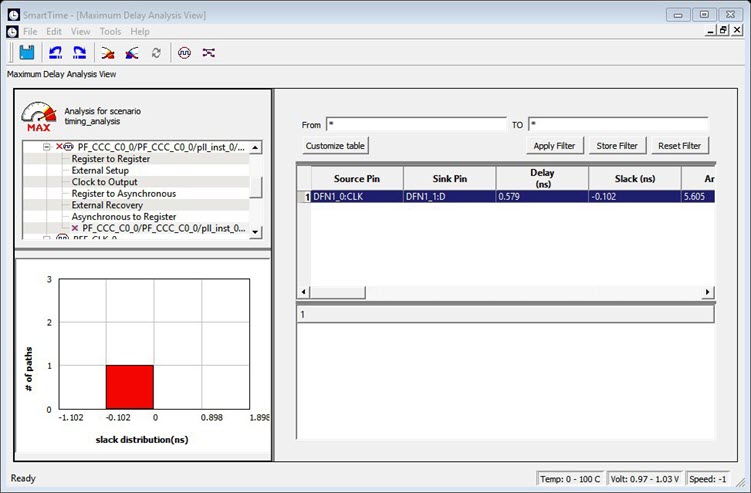 SmartTime - [Maximum Delay Analysis View]
File Edit View Tools Help
Maximum Delay Analysis View
Analysis for scenario
timing_analysis
MAX
PF_CCC_C0_0/PF_CCC_C0_0/pll_inst_0/...
Register to Register
External Setup
Clock to Output
Register to Asynchronous
External Recovery
Asynchronous to Register
PF_CCC_C0_0/PF_CCC_C0_0/pll_inst_0...
From * TO *
Customize table Apply Filter Store Filter Reset Filter
Source Pin Sink Pin Delay (ns) Slack (ns) Ar
1 DFN1_0:CLK DFN1_1:D 0.579 -0.102 5.605
1
# of paths
3
2
1
0
-1.102 -0.102 0 0.898 1.898
slack distribution(ns)
Ready
Temp: 0 - 100 C Volt: 0.97 - 1.03 V Speed: -1